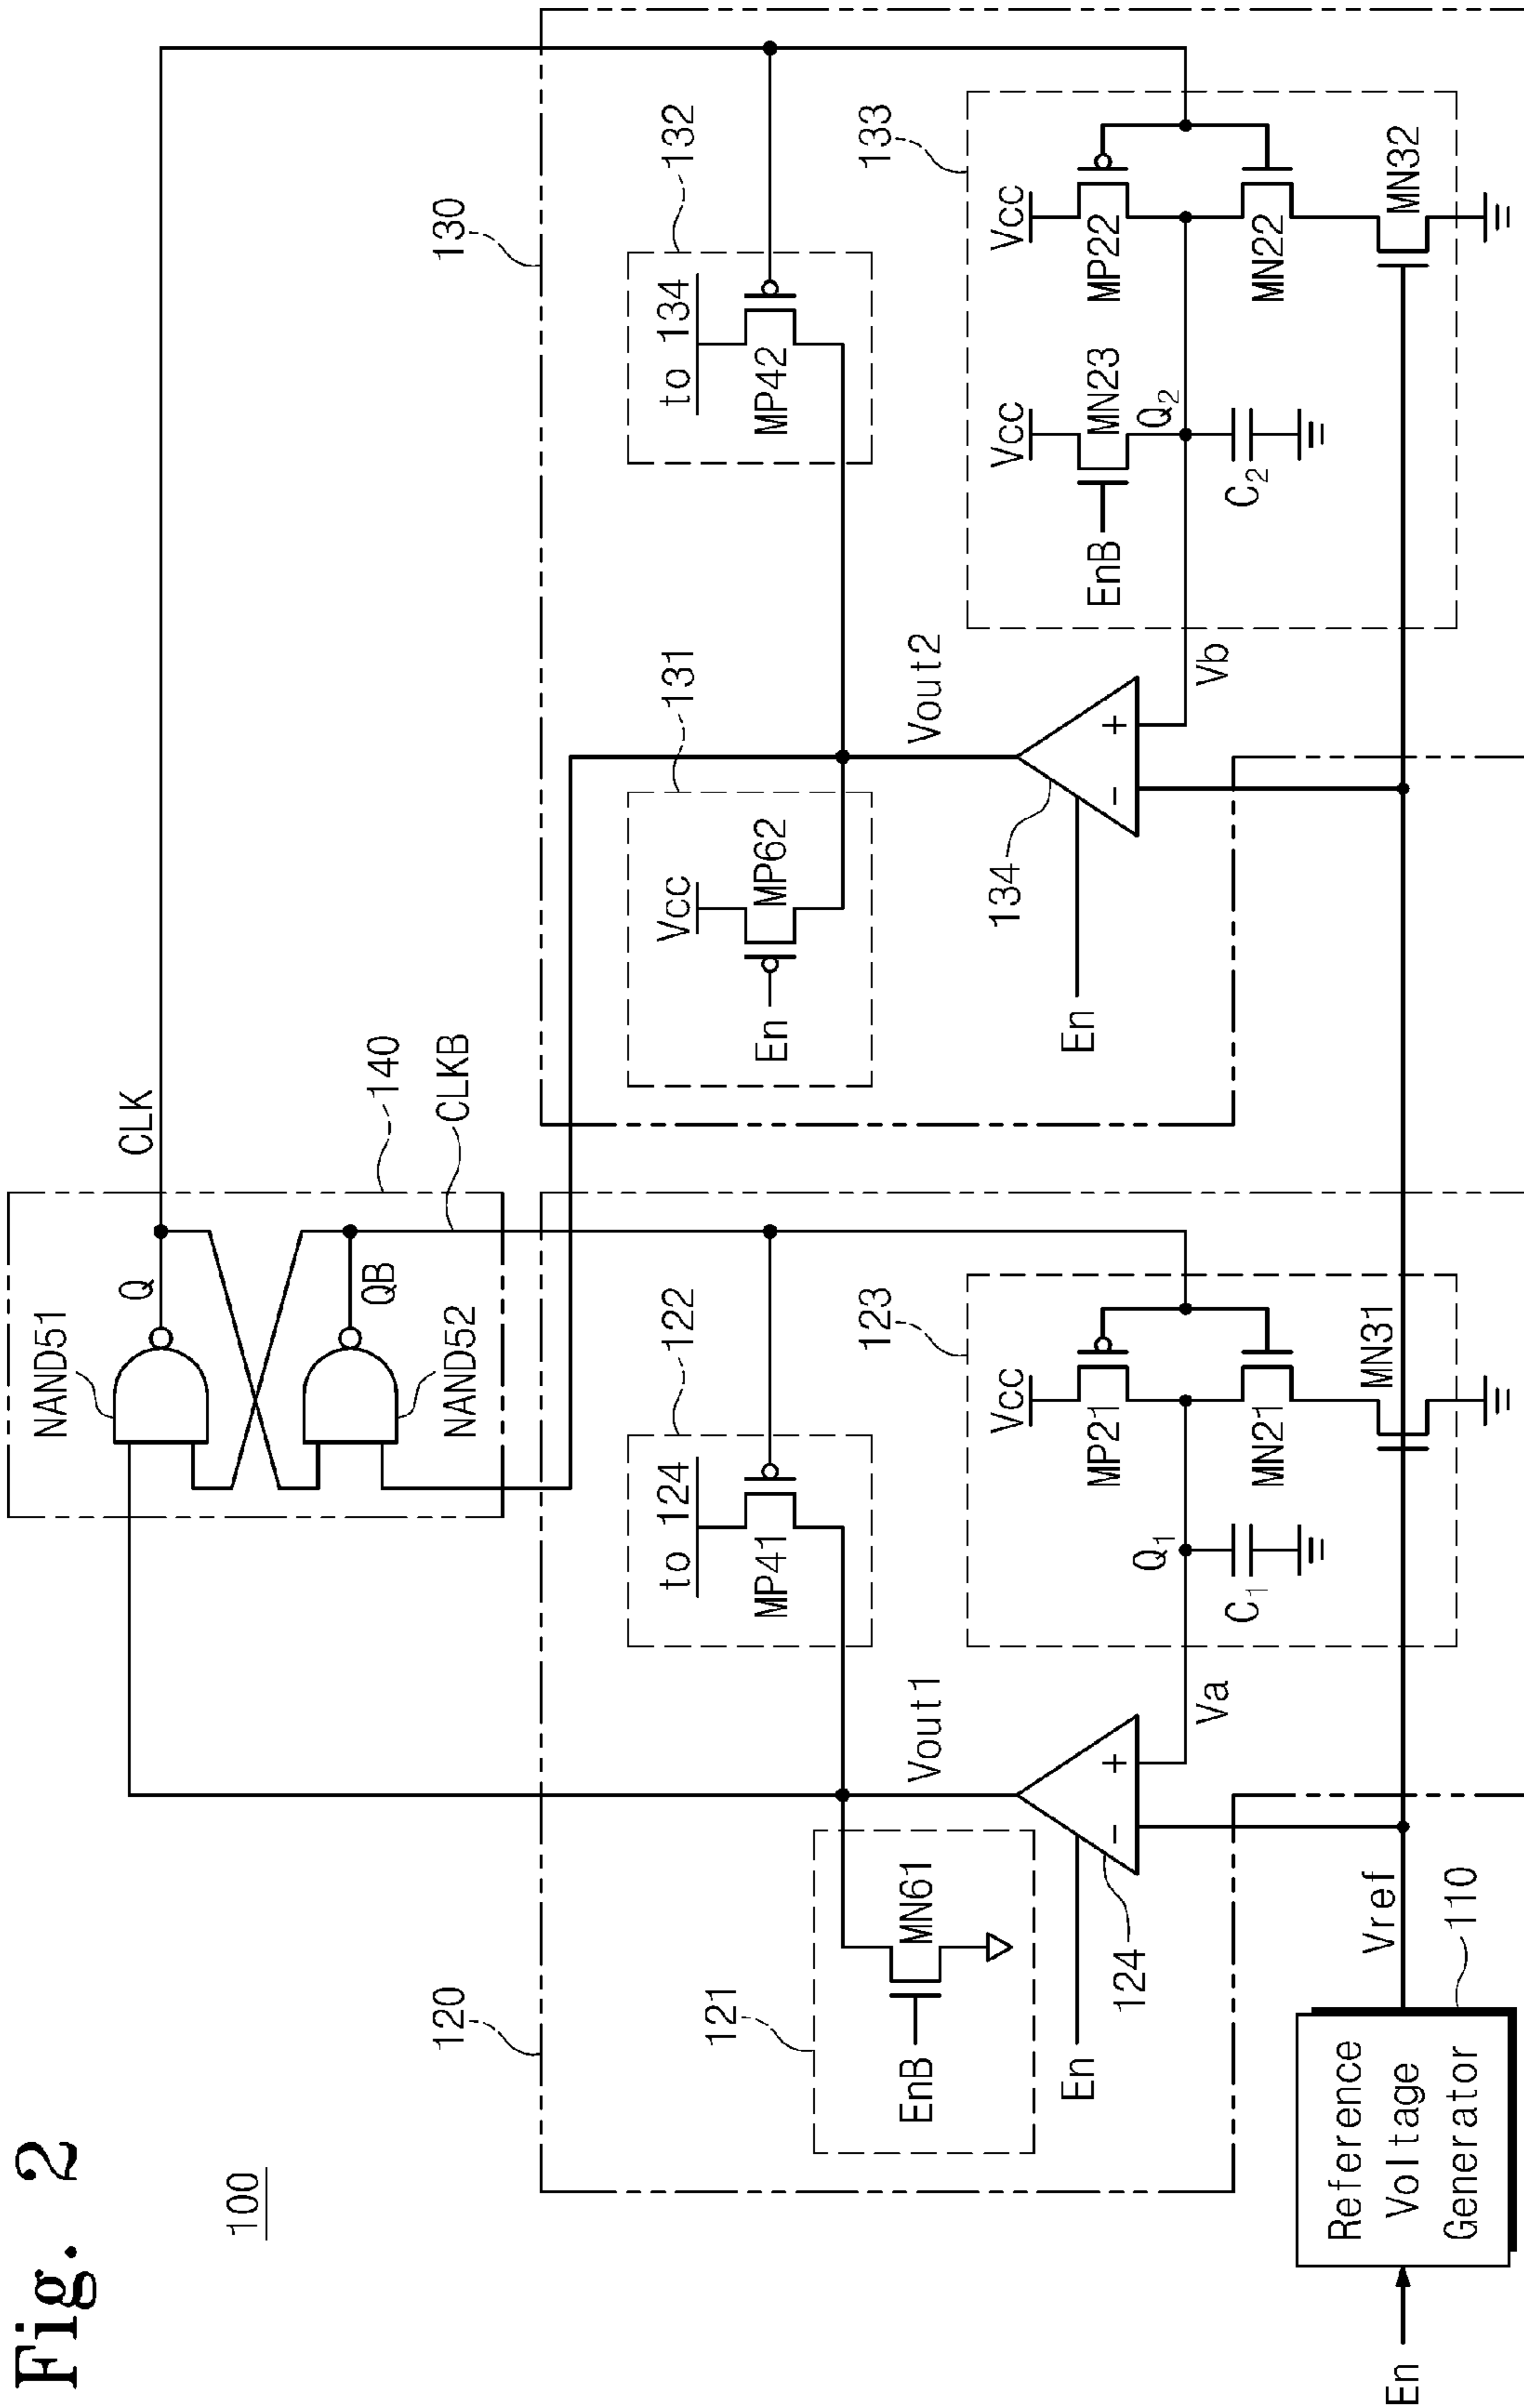 Fig. 2
100
NAND51
Q
CLK
140
QB
NAND52
CLKB
120
130
122
to 124
MP41
131
Vcc
MP62
En
132
to 134
MP42
121
EnB
MN61
Vout1
Vout2
123
Vcc
MP21
MN21
MN31
Q1
C1
133
Vcc
MN23
EnB
Q2
C2
Vcc
MP22
MN22
MN32
En
124
+
−
Va
En
134
+
−
Vb
En
Reference
Voltage
Generator
Vref
110